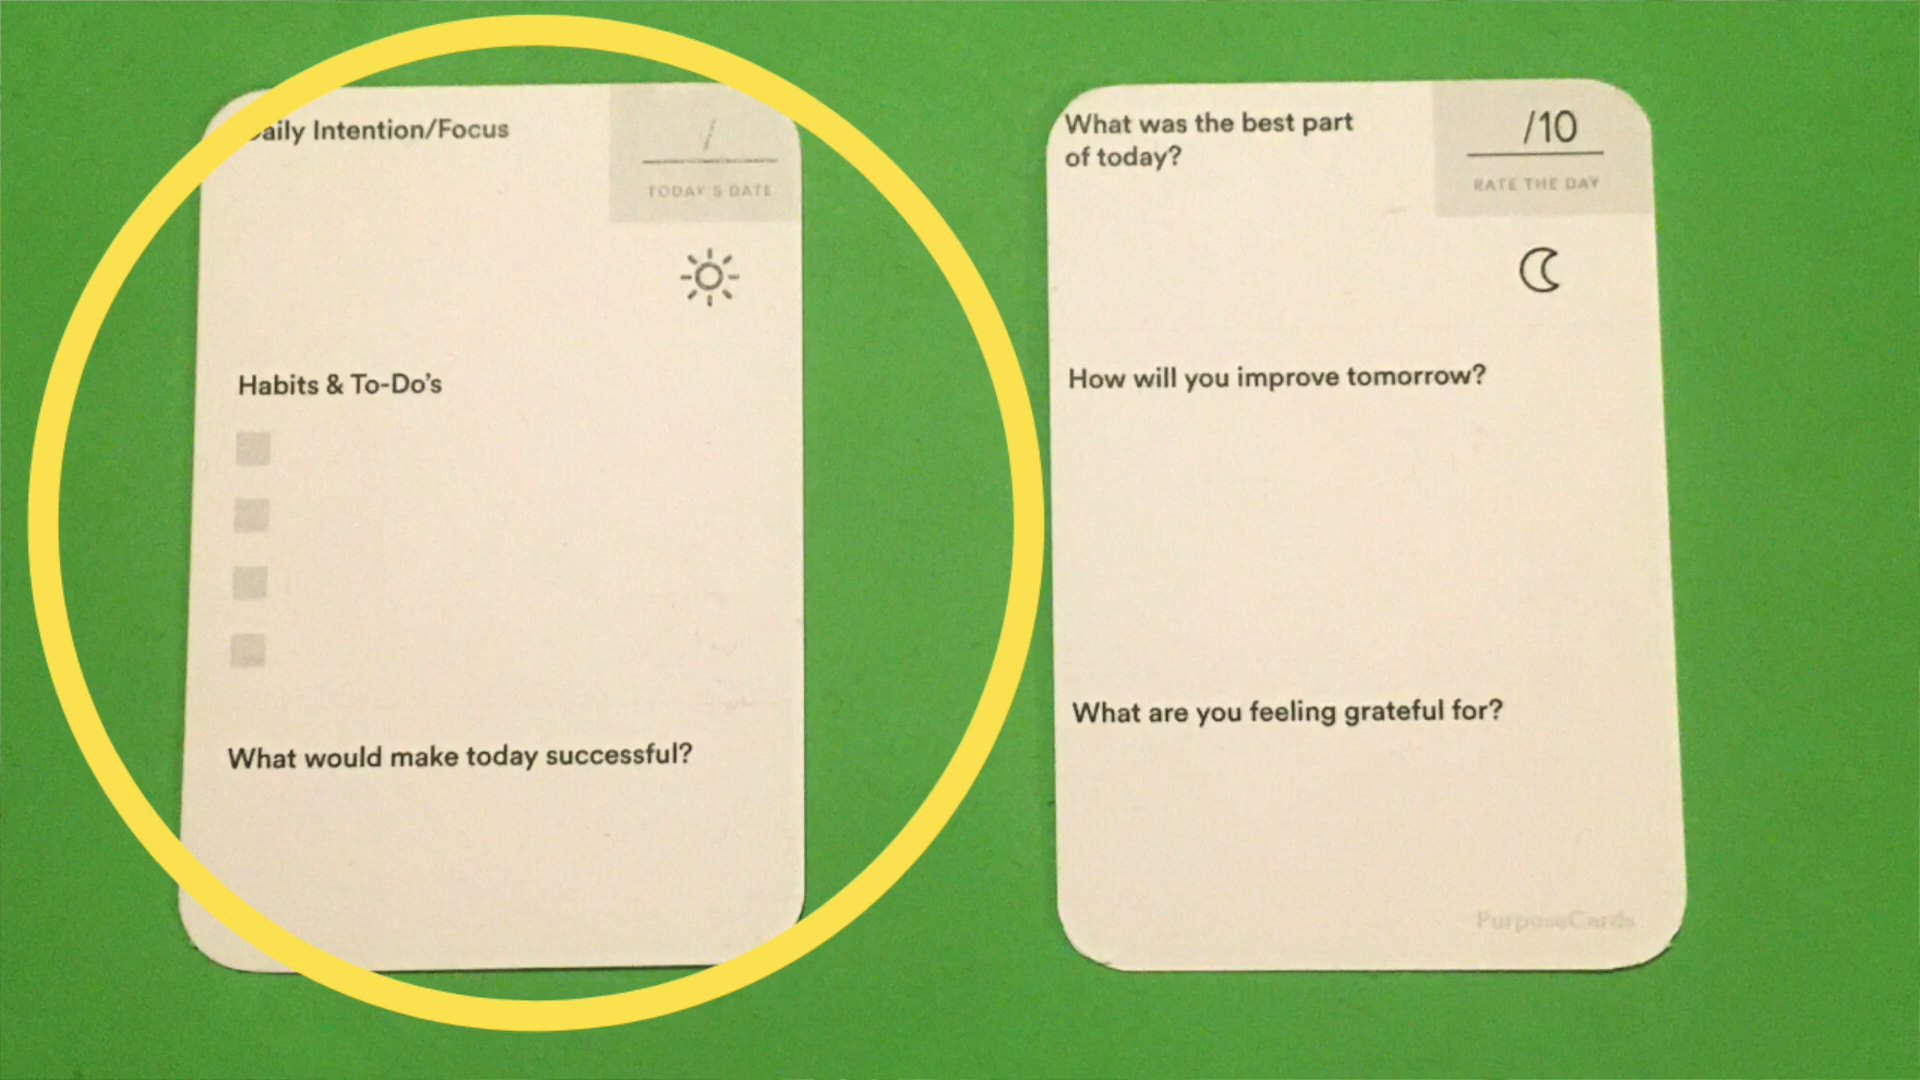 Daily Intention/Focus
/
TODAY'S DATE
Habits & To-Do's
What would make today successful?
What was the best part
of today?
/10
RATE THE DAY
How will you improve tomorrow?
What are you feeling grateful for?
PurposeCards